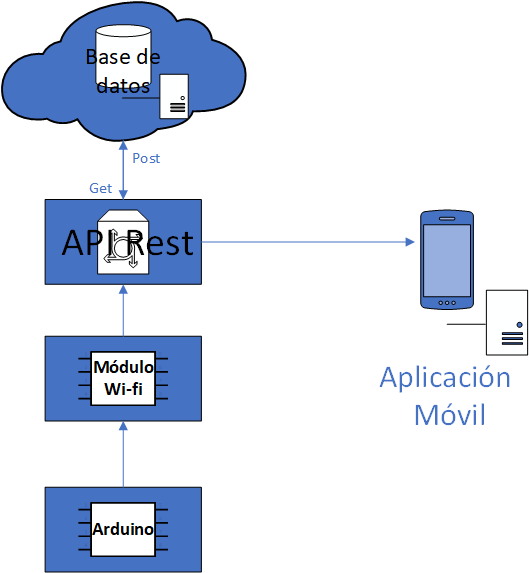 Base de
datos
Post
Get
API Rest
Módulo
Wi-fi
Aplicación
Móvil
Arduino